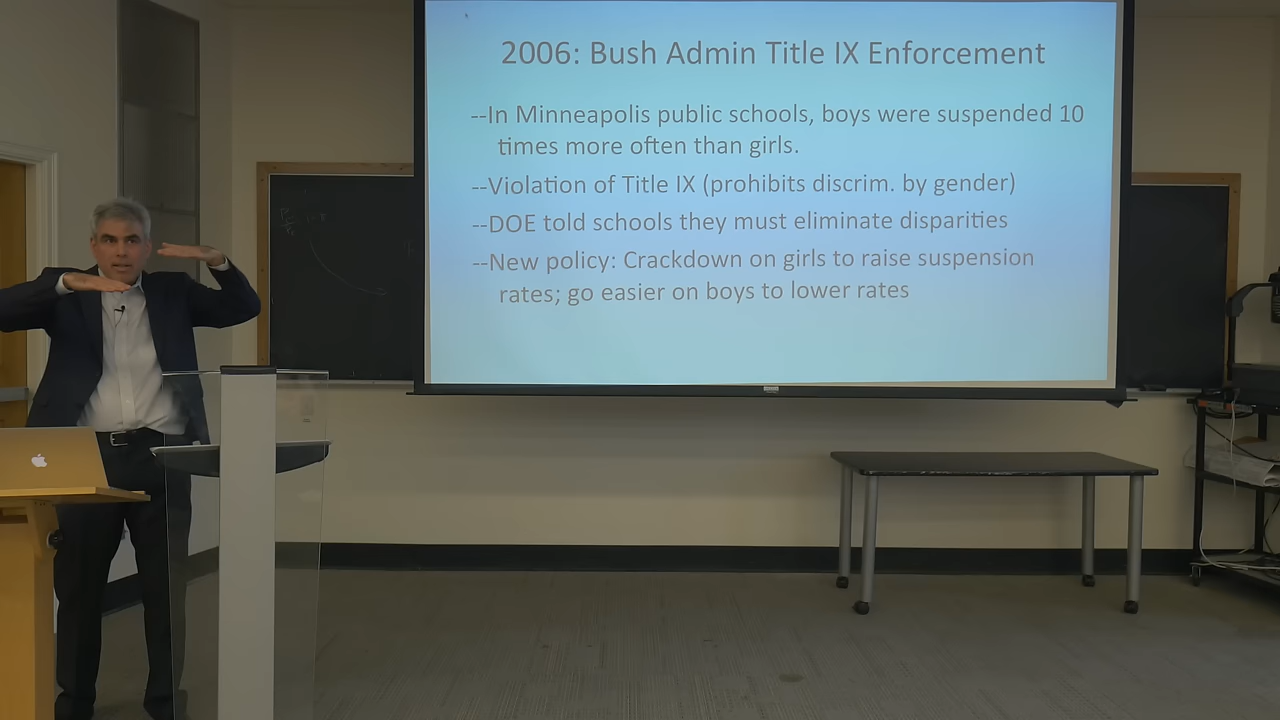 2006: Bush Admin Title IX Enforcement
--In Minneapolis public schools, boys were suspended 10
times more often than girls.
--Violation of Title IX (prohibits discrim. by gender)
--DOE told schools they must eliminate disparities
--New policy: Crackdown on girls to raise suspension
rates; go easier on boys to lower rates